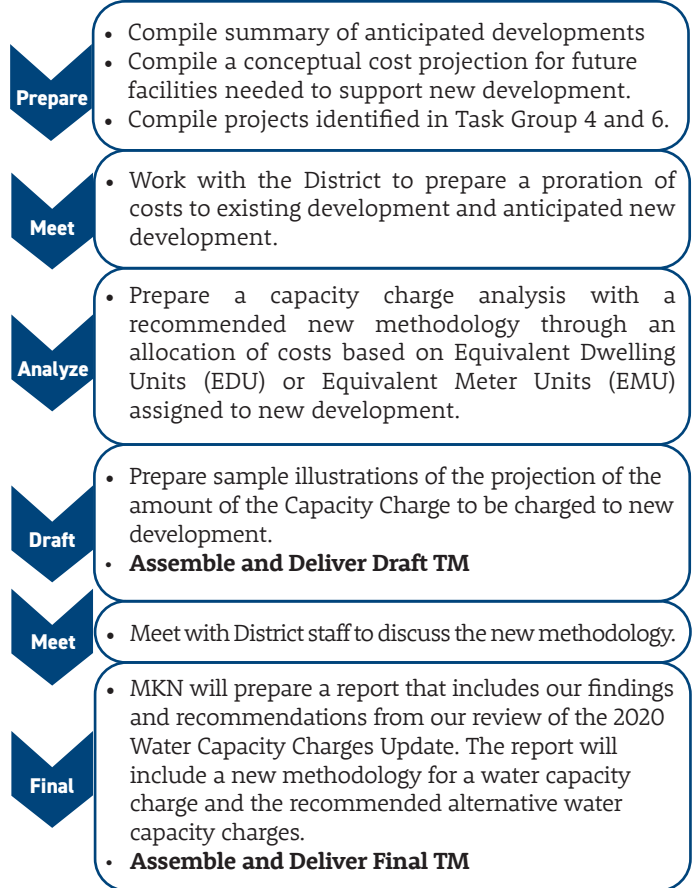 Prepare
• Compile summary of anticipated developments
• Compile a conceptual cost projection for future
facilities needed to support new development.
• Compile projects identified in Task Group 4 and 6.
Meet
• Work with the District to prepare a proration of
costs to existing development and anticipated new
development.
Analyze
• Prepare a capacity charge analysis with a
recommended new methodology through an
allocation of costs based on Equivalent Dwelling
Units (EDU) or Equivalent Meter Units (EMU)
assigned to new development.
Draft
• Prepare sample illustrations of the projection of the
amount of the Capacity Charge to be charged to new
development.
• Assemble and Deliver Draft TM
Meet
• Meet with District staff to discuss the new methodology.
Final
• MKN will prepare a report that includes our findings
and recommendations from our review of the 2020
Water Capacity Charges Update. The report will
include a new methodology for a water capacity
charge and the recommended alternative water
capacity charges.
• Assemble and Deliver Final TM